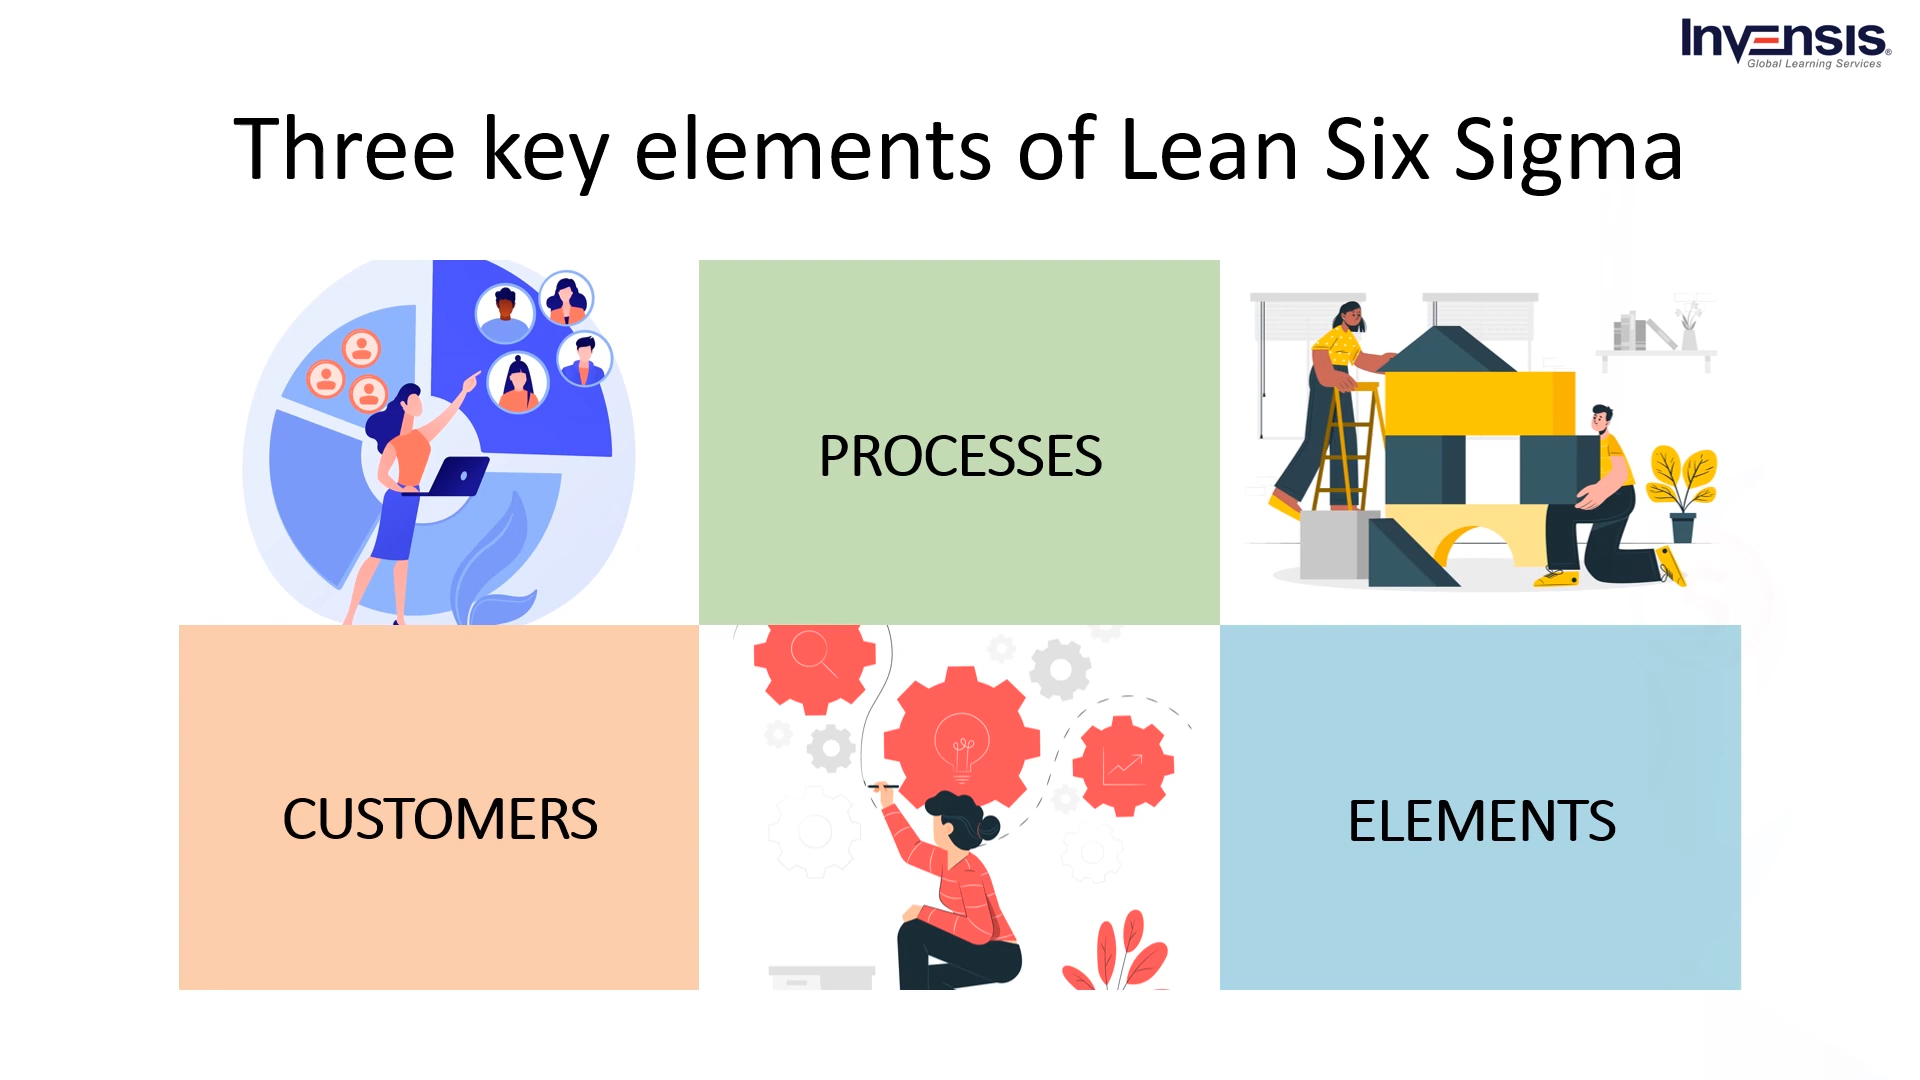 Invensis®
Global Learning Services
Three key elements of Lean Six Sigma
PROCESSES
CUSTOMERS
ELEMENTS